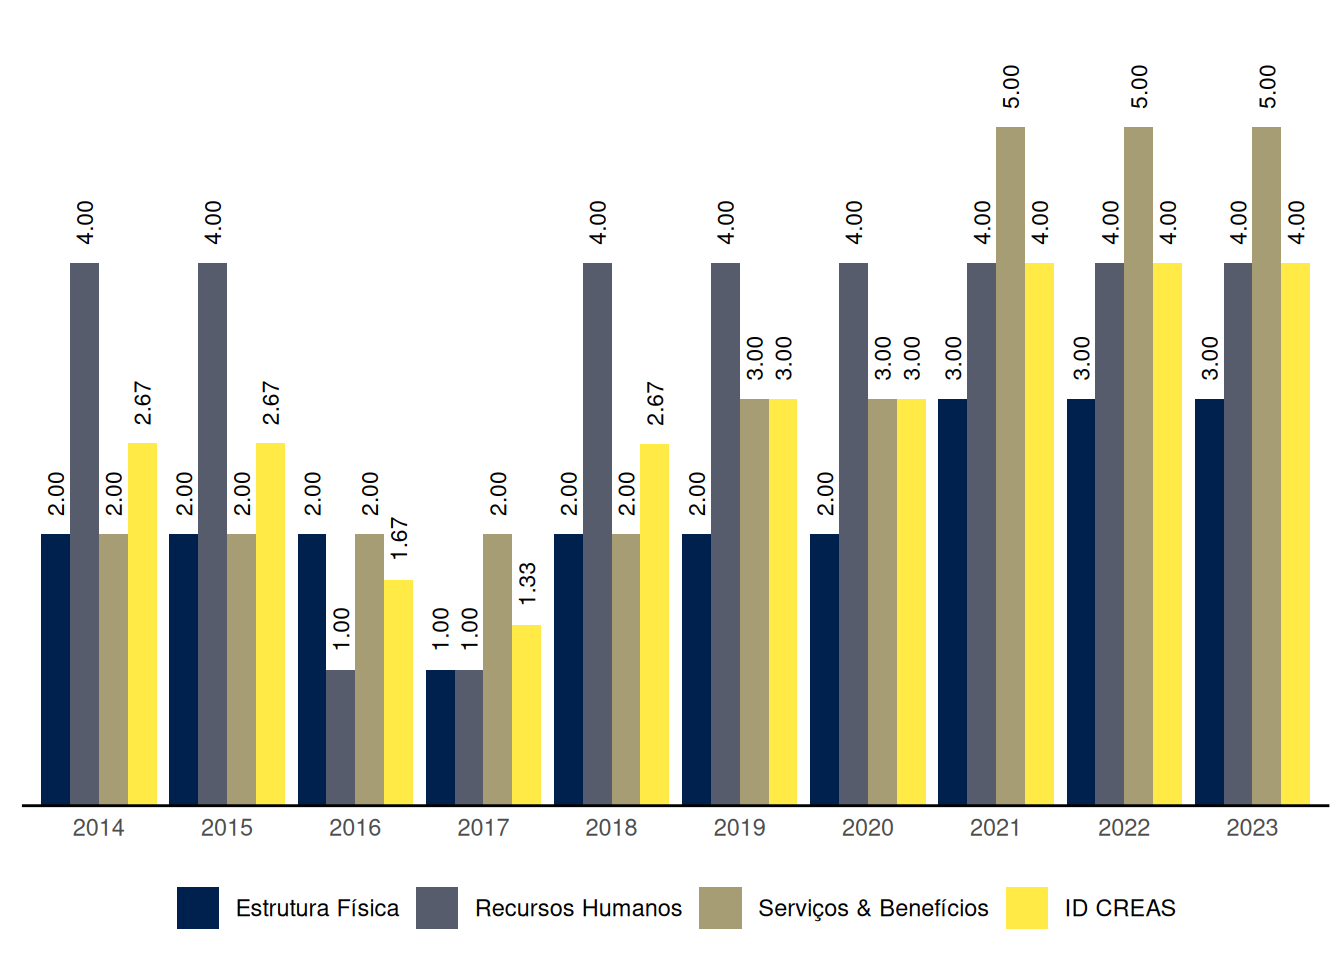 5.00 5.00 5.00
4.00 4.00 4.00 4.00 4.00 4.00 4.00 4.00 4.00 4.00 4.00
3.00 3.00 3.00 3.00 3.00 3.00 3.00
2.67 2.67 2.67
2.00 2.00 2.00 2.00 2.00 2.00 2.00 2.00 2.00 2.00 2.00
1.67
1.33
1.00 1.00 1.00
2014 2015 2016 2017 2018 2019 2020 2021 2022 2023
Estrutura Física Recursos Humanos Serviços & Benefícios ID CREAS